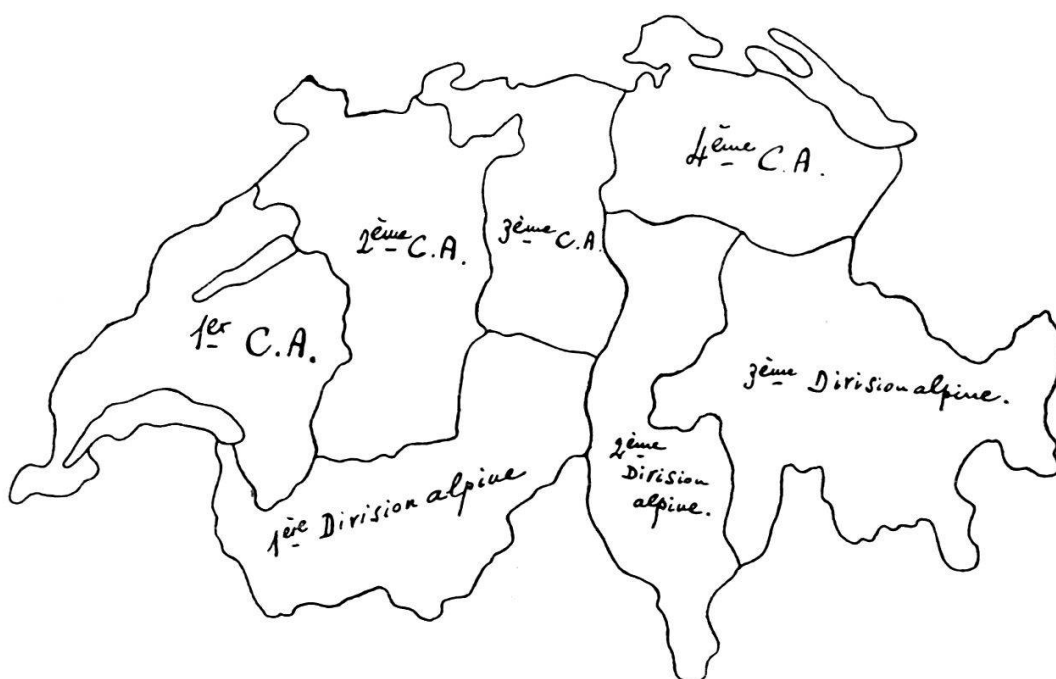 4ème C.A.
2ème C.A.
3ème C.A.
1er C.A.
3ème Division alpine.
2ème
Division
alpine.
1ère Division alpine